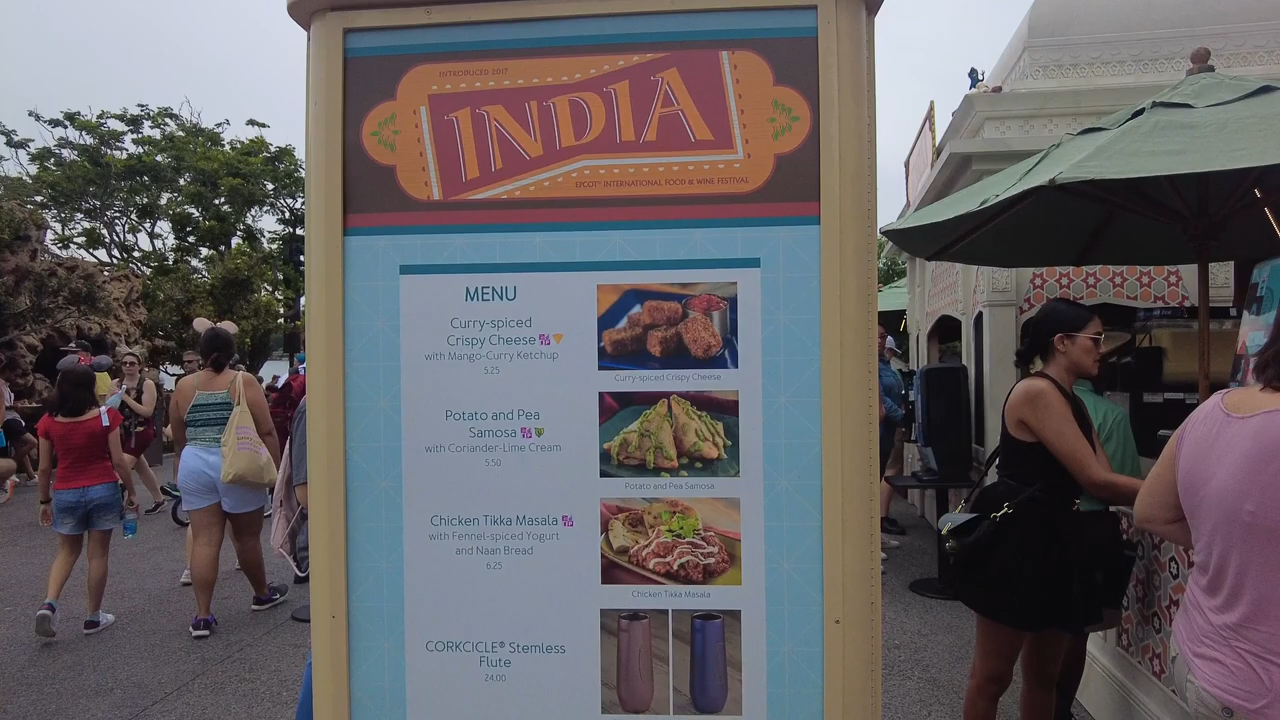 INTRODUCED 2017
INDIA
EPCOT® INTERNATIONAL FOOD & WINE FESTIVAL
MENU
Curry-spiced
Crispy Cheese
with Mango-Curry Ketchup
5.25
Curry-spiced Crispy Cheese
Potato and Pea
Samosa
with Coriander-Lime Cream
5.50
Potato and Pea Samosa
Chicken Tikka Masala
with Fennel-spiced Yogurt
and Naan Bread
6.25
Chicken Tikka Masala
CORKCICLE® Stemless
Flute
24.00